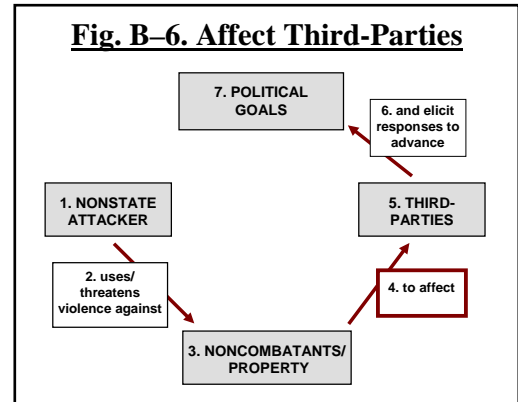 Fig. B–6. Affect Third-Parties
7. POLITICAL
GOALS
6. and elicit
responses to
advance
1. NONSTATE
ATTACKER
5. THIRD-
PARTIES
2. uses/
threatens
violence against
4. to affect
3. NONCOMBATANTS/
PROPERTY